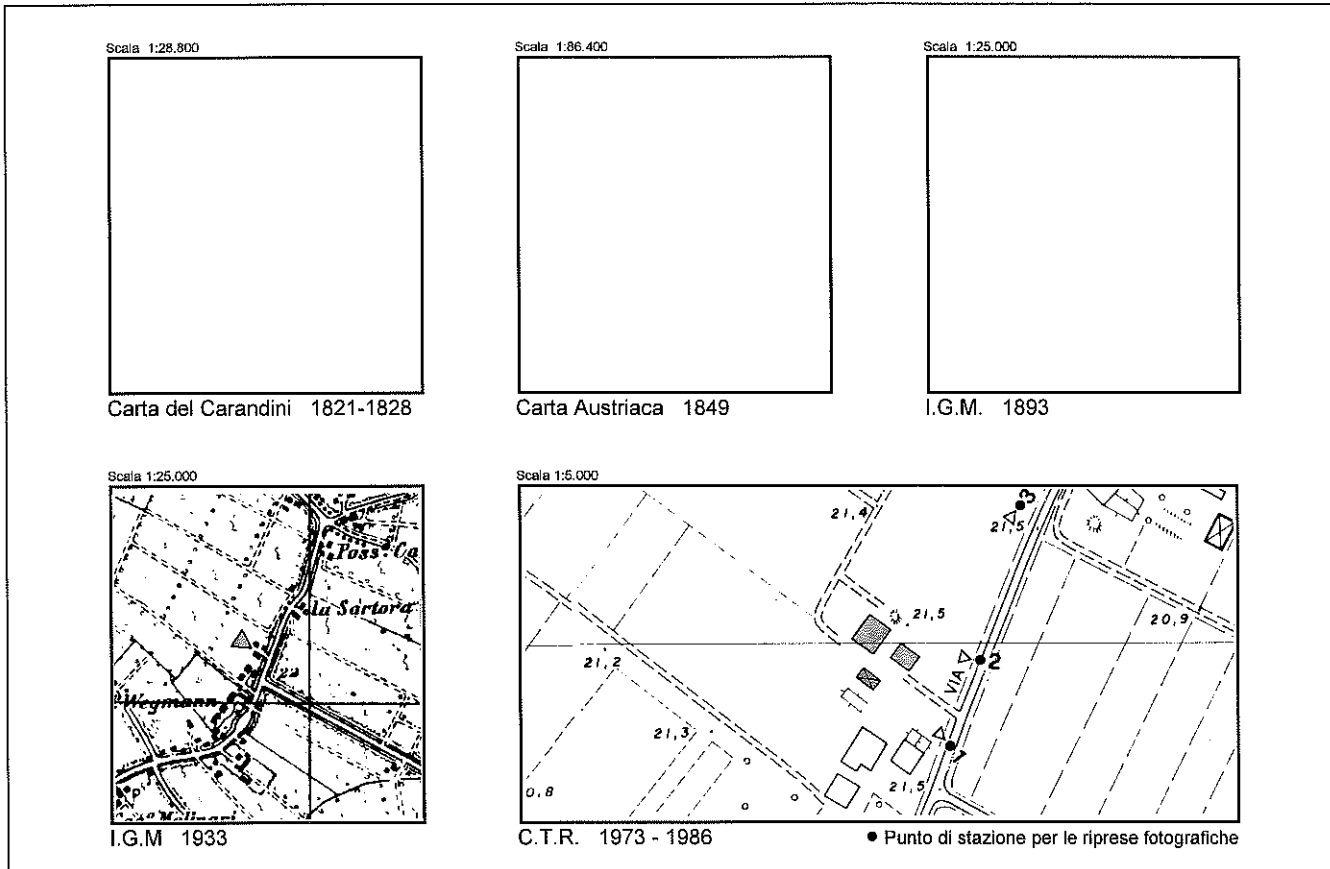 Scala 1:28.800
Scala 1:86.400
Scala 1:25.000
Carta del Carandini 1821-1828
Carta Austriaca 1849
I.G.M. 1893
Scala 1:25.000
Scala 1:5.000
Poss. Ca
la Sartora
22
Wegmann
Molinari
21,4
3
21,5
21,5
20,9
21,2
VIA
2
21,3
1
21,5
0,8
I.G.M 1933
C.T.R. 1973 - 1986
● Punto di stazione per le riprese fotografiche